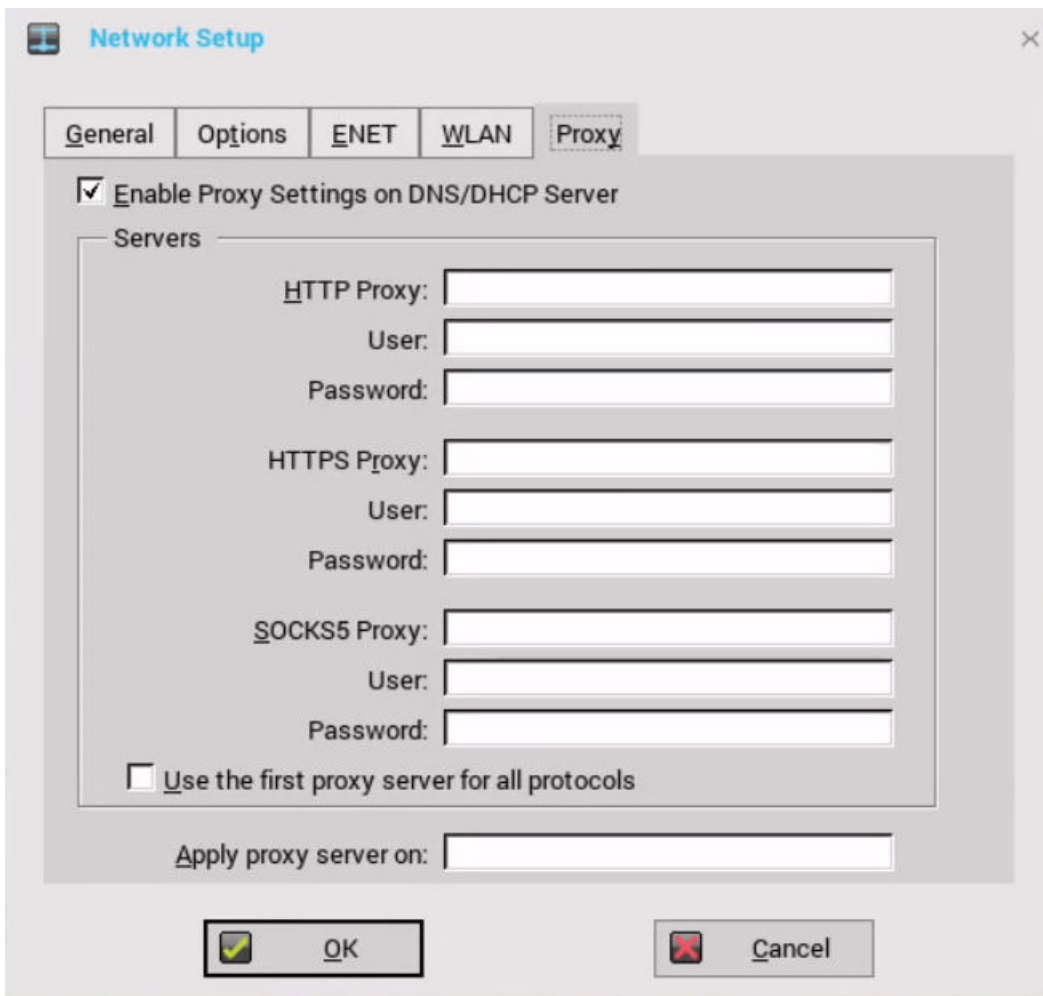 Network Setup
General Options ENET WLAN Proxy
Enable Proxy Settings on DNS/DHCP Server
Servers
HTTP Proxy:
User:
Password:
HTTPS Proxy:
User:
Password:
SOCKS5 Proxy:
User:
Password:
Use the first proxy server for all protocols
Apply proxy server on:
OK Cancel